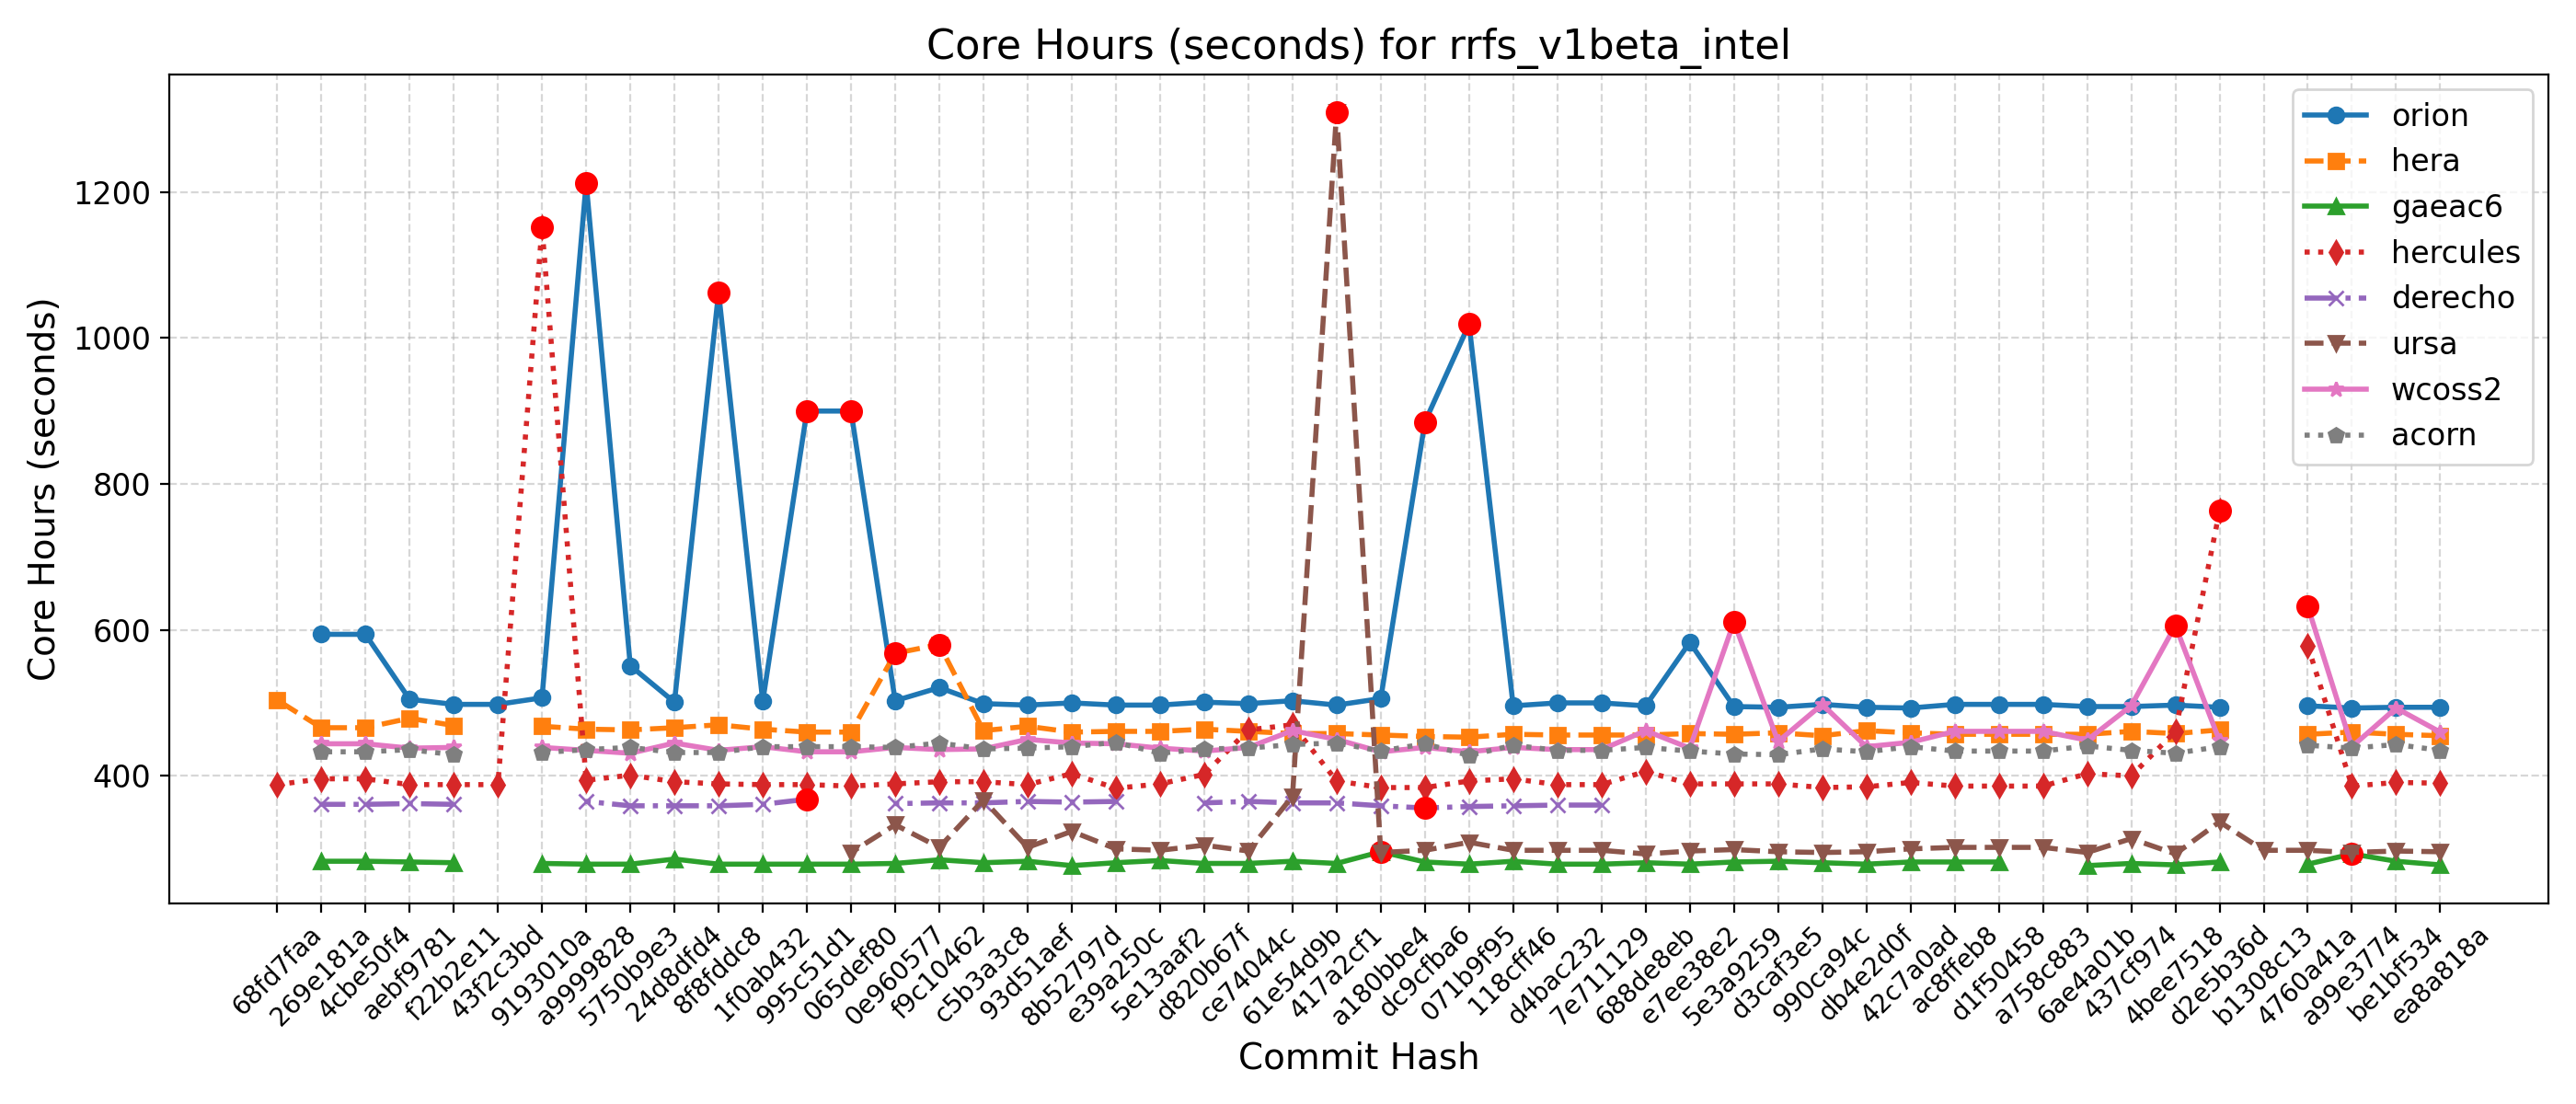 Core Hours (seconds) for rrfs_v1beta_intel
Core Hours (seconds)
1200
1000
800
600
400
orion
hera
gaeac6
hercules
derecho
ursa
wcoss2
acorn
68fd7faa
269e181a
4cbe50f4
aebf9781
f22b2e11
43f2c3bd
9193010a
a9999828
5750b9e3
24d8dfd4
8f8fddc8
1f0ab432
995c51d1
065def80
0e960577
f9c10462
c5b3a3c8
93d51aef
8b52797d
e39a250c
5e13aaf2
d820b67f
ce74044c
61e54d9b
417a2cf1
a180bbe4
dc9cfba6
071b9f95
118cff46
d4bac232
7e711129
688de8eb
e7ee38e2
5e3a9259
d3caf3e5
990ca94c
db4e2d0f
42c7a0ad
ac8ffeb8
d1f50458
a758c883
6ae4a01b
437cf974
4bee7518
d2e5b36d
b1308c13
4760a41a
a99e3774
be1bf534
ea8a818a
Commit Hash